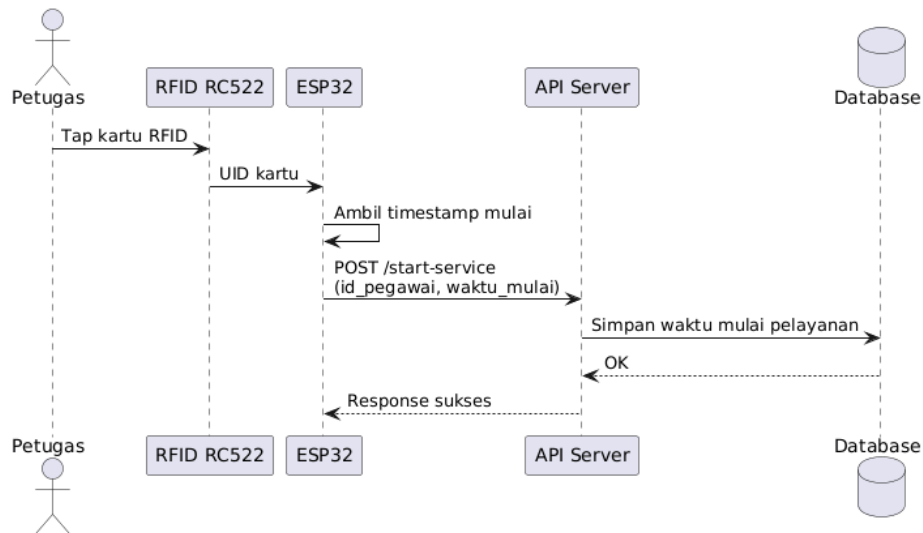 Petugas
RFID RC522
ESP32
API Server
Database
Tap kartu RFID
UID kartu
Ambil timestamp mulai
POST /start-service
(id_pegawai, waktu_mulai)
Simpan waktu mulai pelayanan
OK
Response sukses
Petugas
RFID RC522
ESP32
API Server
Database